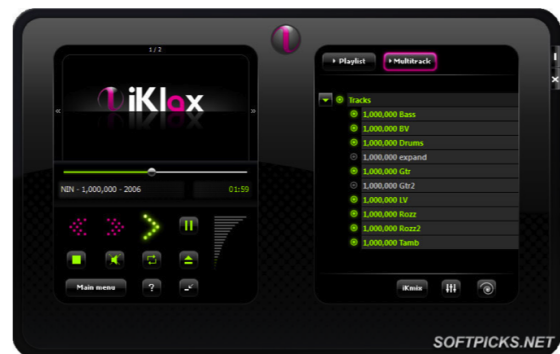 1 / 2
iKlax
NIN - 1,000,000 - 2006
01:59
Main menu
?
Playlist
Multitrack
Tracks
1,000,000 Bass
1,000,000 BV
1,000,000 Drums
1,000,000 expand
1,000,000 Gtr
1,000,000 Gtr2
1,000,000 LV
1,000,000 Rozz
1,000,000 Rozz2
1,000,000 Tamb
iKmix
SOFTPICKS.NET